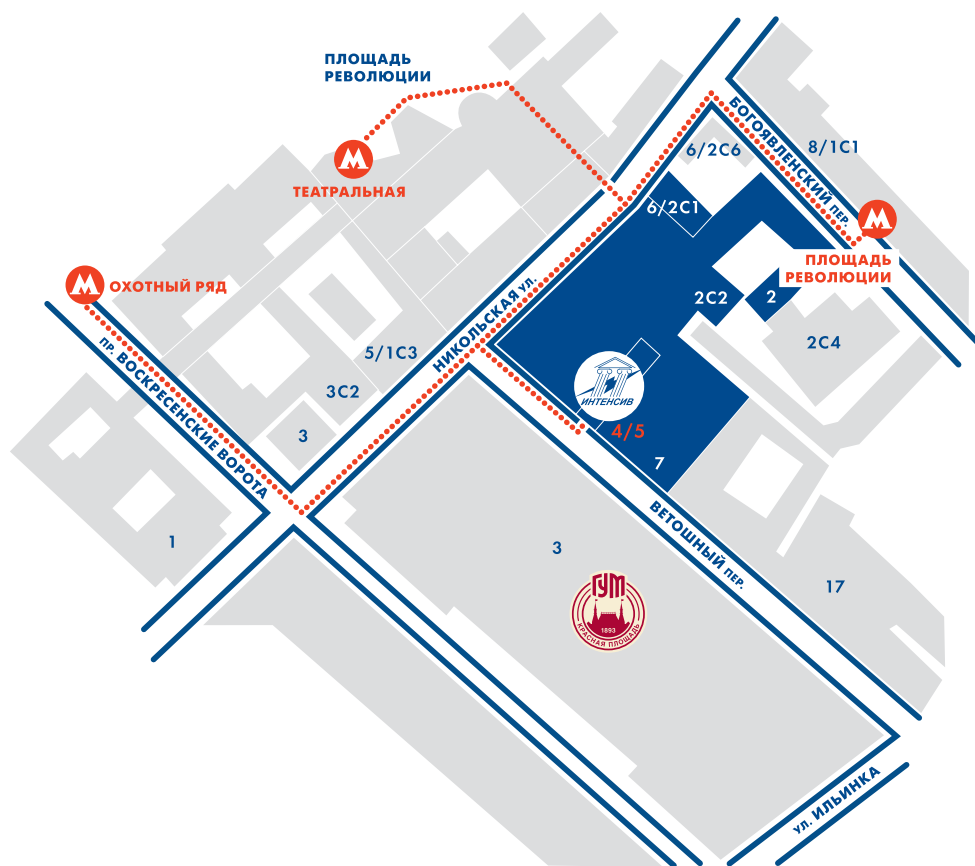 ПЛОЩАДЬ
РЕВОЛЮЦИИ
М
ТЕАТРАЛЬНАЯ
БОГОЯВЛЕНСКИЙ ПЕР.
6/2С6
8/1С1
6/2С1
М
ПЛОЩАДЬ
РЕВОЛЮЦИИ
М
ОХОТНЫЙ РЯД
2С2
2
2С4
НИКОЛЬСКАЯ УЛ.
5/1С3
3С2
3
ПР. ВОСКРЕСЕНСКИЕ ВОРОТА
ИНТЕНСИВ
4/5
7
1
3
ВЕТОШНЫЙ ПЕР.
17
ГУМ
1893
КРАСНАЯ ПЛОЩАДЬ
УЛ. ИЛЬИНКА